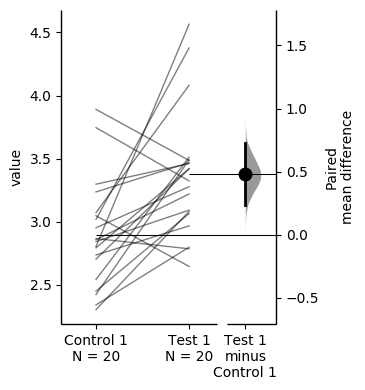 value
4.5
4.0
3.5
3.0
2.5
Control 1
N = 20
Test 1
N = 20
1.5
1.0
0.5
0.0
−0.5
Paired
mean difference
Test 1
minus
Control 1